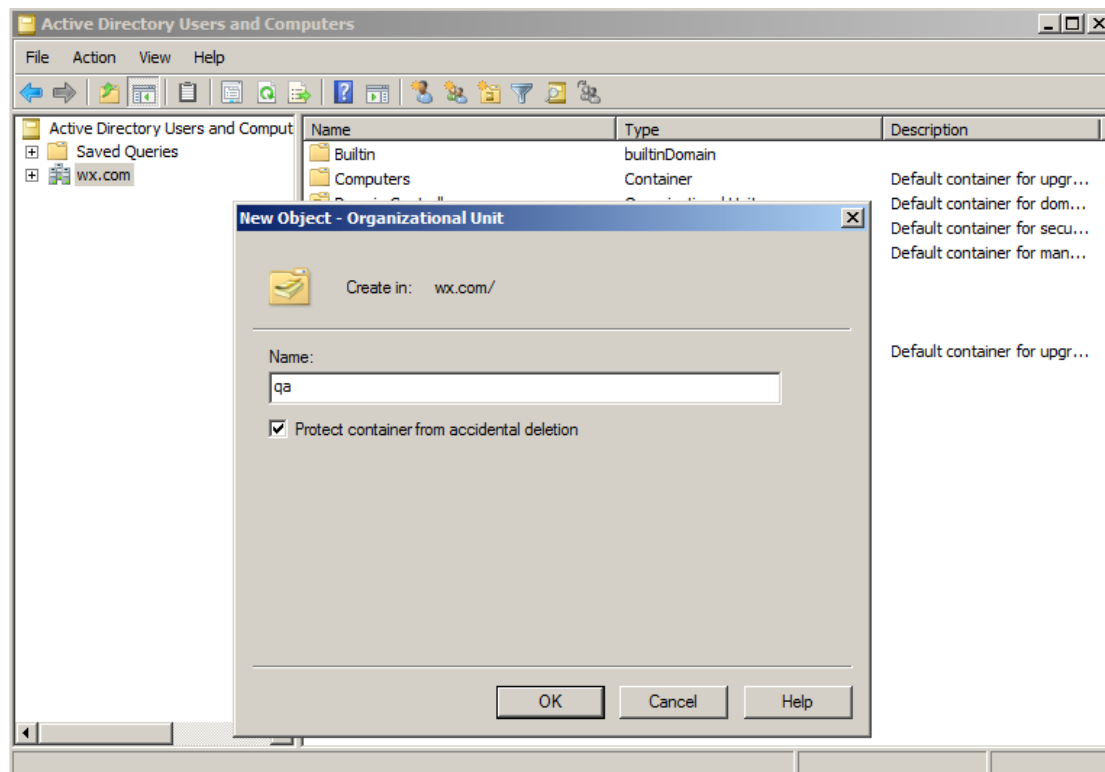 Active Directory Users and Computers
File Action View Help
Active Directory Users and Comput
Saved Queries
wx.com
Name Type Description
Builtin builtinDomain
Computers Container Default container for upgr...
Default container for dom...
Default container for secu...
Default container for man...
Default container for upgr...
New Object - Organizational Unit
Create in: wx.com/
Name:
qa
Protect container from accidental deletion
OK Cancel Help